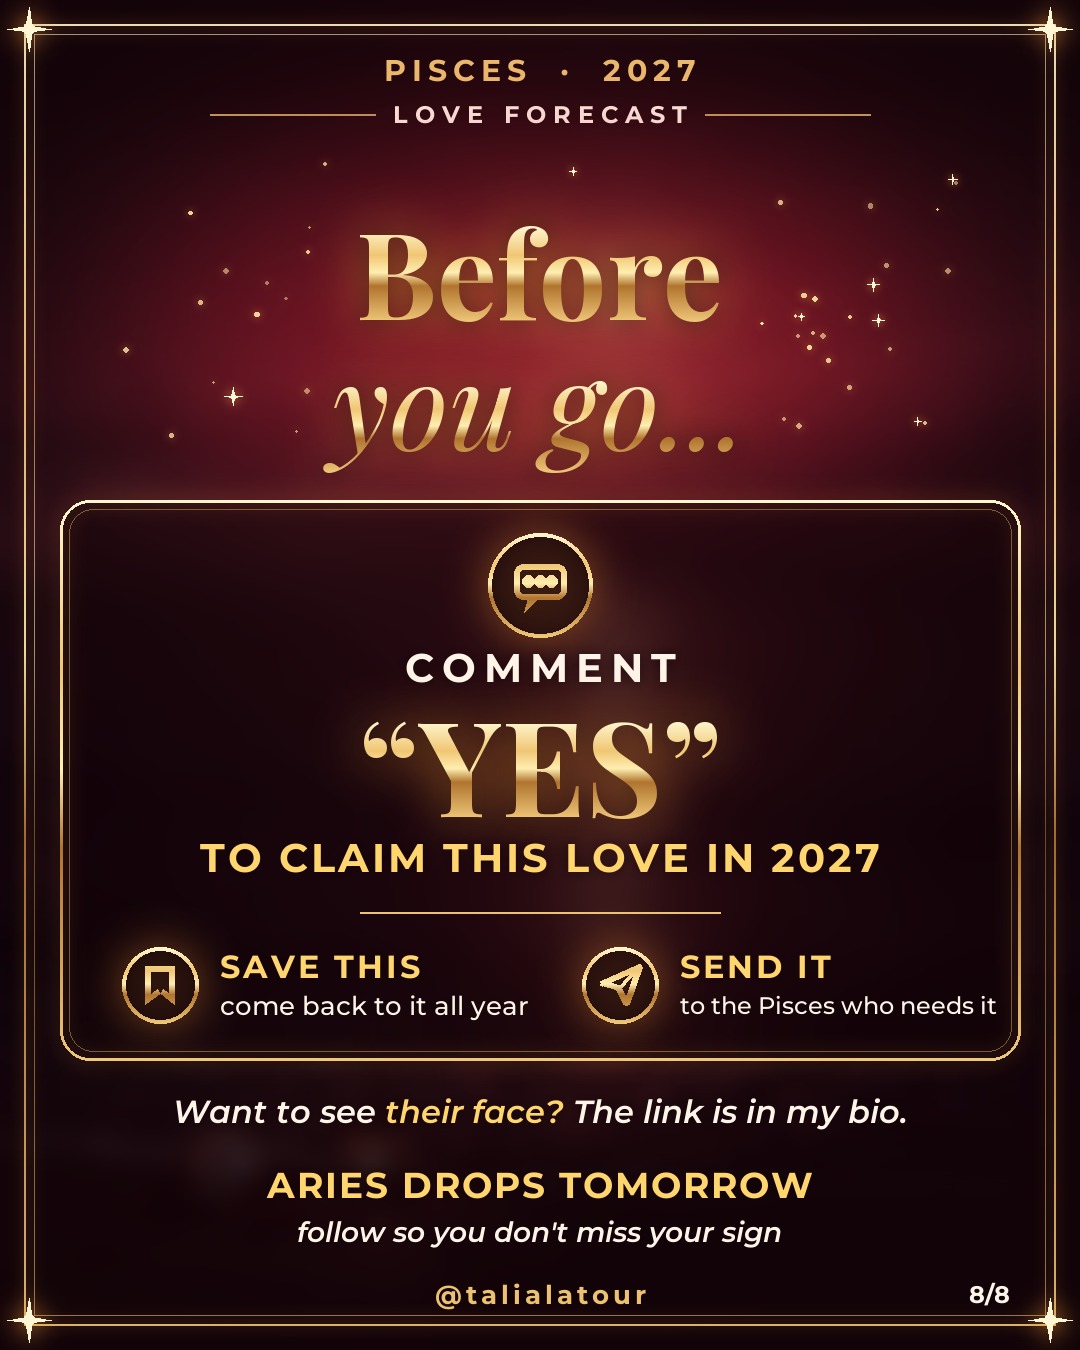 PISCES · 2027
LOVE FORECAST
Before
you go...
COMMENT
“YES”
TO CLAIM THIS LOVE IN 2027
SAVE THIS
come back to it all year
SEND IT
to the Pisces who needs it
Want to see their face? The link is in my bio.
ARIES DROPS TOMORROW
follow so you don't miss your sign
@talialatour
8/8